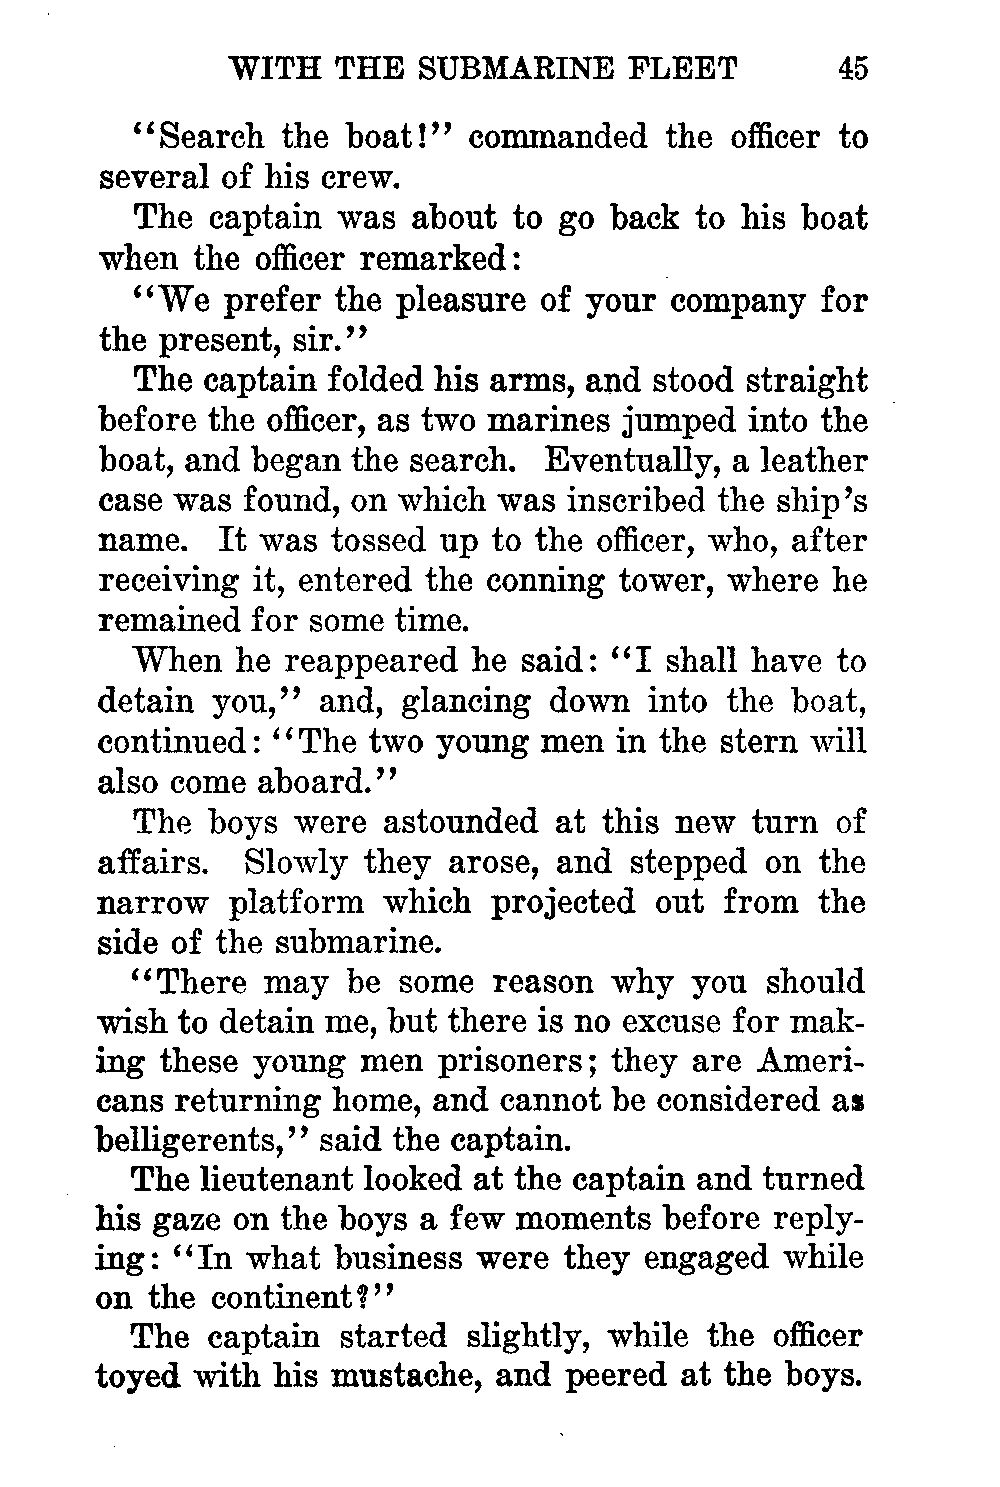 WITH THE SUBMARINE FLEET 45
"Search the boat!" commanded the officer to
several of his crew.
The captain was about to go back to his boat
when the officer remarked:
"We prefer the pleasure of your company for
the present, sir."
The captain folded his arms, and stood straight
before the officer, as two marines jumped into the
boat, and began the search. Eventually, a leather
case was found, on which was inscribed the ship's
name. It was tossed up to the officer, who, after
receiving it, entered the conning tower, where he
remained for some time.
When he reappeared he said: "I shall have to
detain you," and, glancing down into the boat,
continued: "The two young men in the stern will
also come aboard."
The boys were astounded at this new turn of
affairs. Slowly they arose, and stepped on the
narrow platform which projected out from the
side of the submarine.
"There may be some reason why you should
wish to detain me, but there is no excuse for mak-
ing these young men prisoners; they are Ameri-
cans returning home, and cannot be considered as
belligerents," said the captain.
The lieutenant looked at the captain and turned
his gaze on the boys a few moments before reply-
ing: "In what business were they engaged while
on the continent?"
The captain started slightly, while the officer
toyed with his mustache, and peered at the boys.